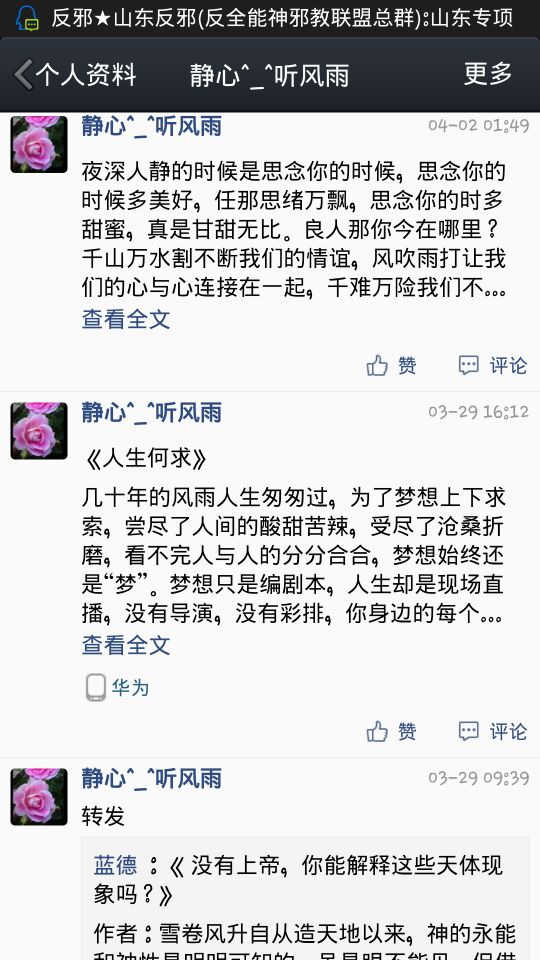 反邪★山东反邪(反全能神邪教联盟总群):山东专项
个人资料
静心^_^听风雨
更多
静心^_^听风雨
04-02 01:49
夜深人静的时候是思念你的时候，思念你的
时候多美好，任那思绪万飘，思念你的时多
甜蜜，真是甘甜无比。良人那你今在哪里？
千山万水割不断我们的情谊，风吹雨打让我
们的心与心连接在一起，千难万险我们不...
查看全文
赞
评论
静心^_^听风雨
03-29 16:12
《人生何求》
几十年的风雨人生匆匆过，为了梦想上下求
索，尝尽了人间的酸甜苦辣，受尽了沧桑折
磨，看不完人与人的分分合合，梦想始终还
是“梦”。梦想只是编剧本，人生却是现场直
播，没有导演，没有彩排，你身边的每个...
查看全文
华为
赞
评论
静心^_^听风雨
03-29 09:39
转发
蓝德：《没有上帝，你能解释这些天体现
象吗？》
作者：雪卷风升自从造天地以来，神的永能
和神性是明明可知的，虽是眼不能见，但借